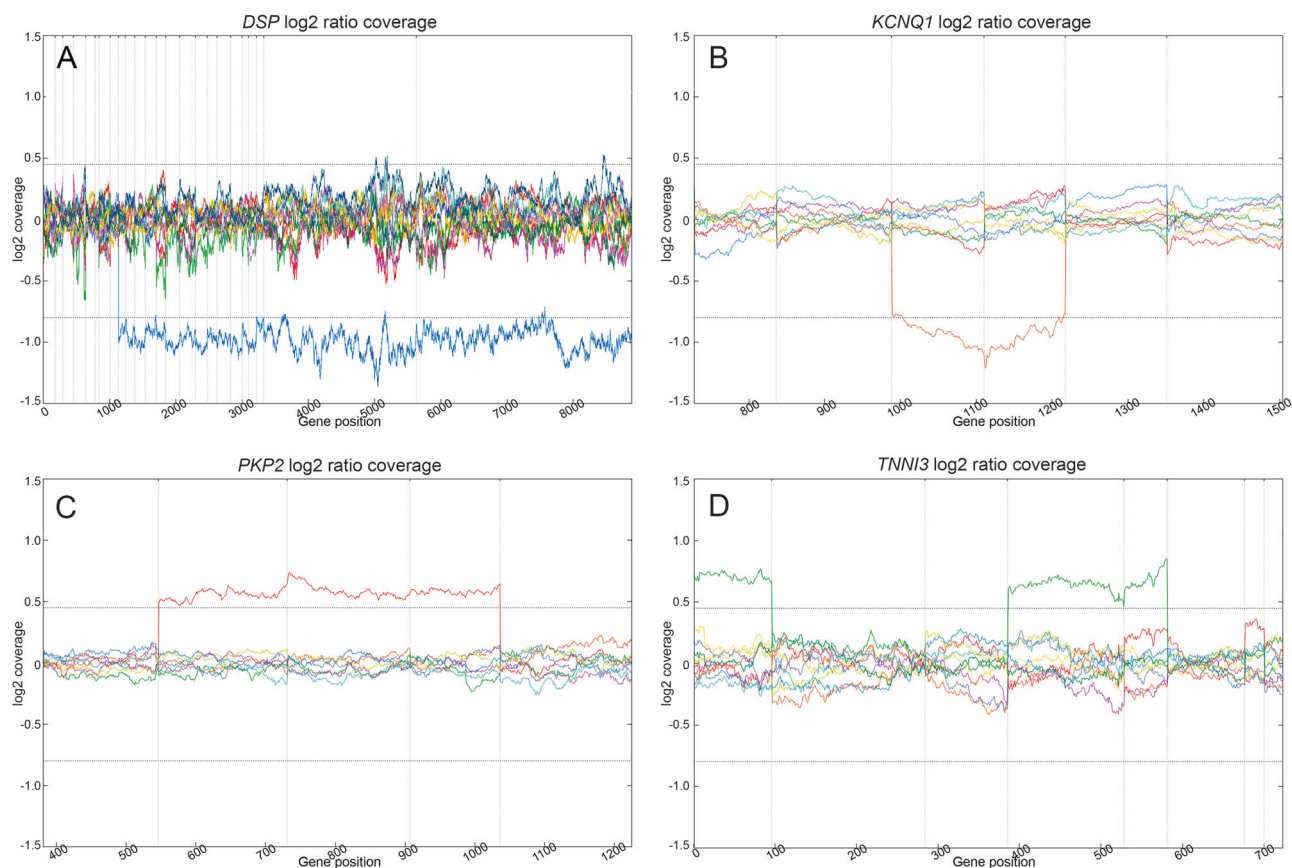 DSP log2 ratio coverage
A
1.5
1.0
0.5
0
-0.5
-1.0
-1.5
log2 coverage
0 1000 2000 3000 4000 5000 6000 7000 8000
Gene position
KCNQ1 log2 ratio coverage
B
1.5
1.0
0.5
0
-0.5
-1.0
-1.5
log2 coverage
800 900 1000 1100 1200 1300 1400 1500
Gene position
PKP2 log2 ratio coverage
C
1.5
1.0
0.5
0
-0.5
-1.0
-1.5
log2 coverage
400 500 600 700 800 900 1000 1100 1200
Gene position
TNNI3 log2 ratio coverage
D
1.5
1.0
0.5
0
-0.5
-1.0
-1.5
log2 coverage
0 100 200 300 400 500 600 700
Gene position